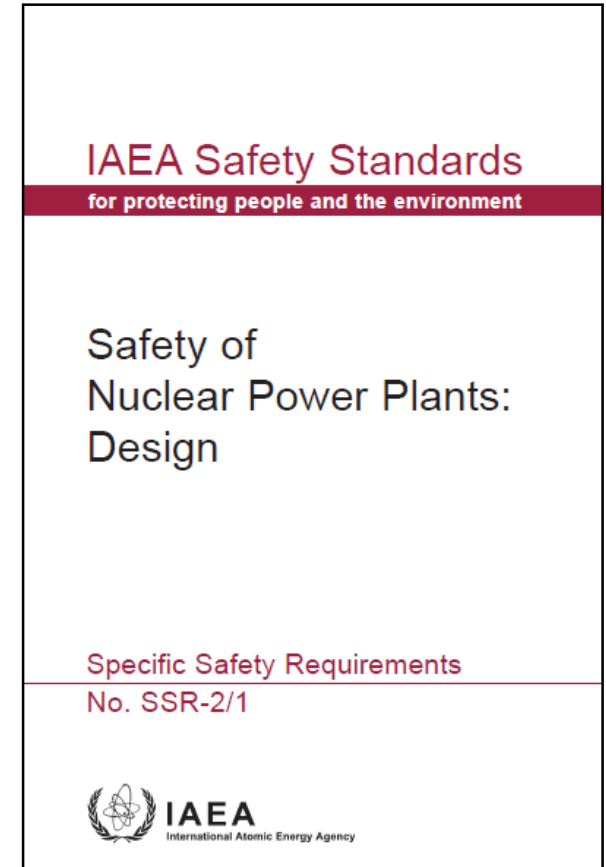 IAEA Safety Standards
for protecting people and the environment
Safety of
Nuclear Power Plants:
Design
Specific Safety Requirements
No. SSR-2/1
IAEA
International Atomic Energy Agency